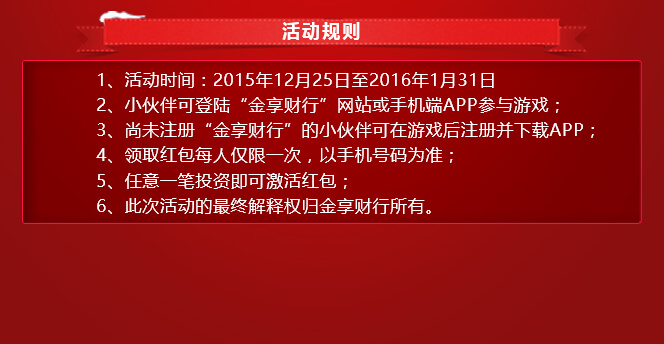 活动规则
1、活动时间：2015年12月25日至2016年1月31日
2、小伙伴可登陆“金享财行”网站或手机端APP参与游戏；
3、尚未注册“金享财行”的小伙伴可在游戏后注册并下载APP；
4、领取红包每人仅限一次，以手机号码为准；
5、任意一笔投资即可激活红包；
6、此次活动的最终解释权归金享财行所有。